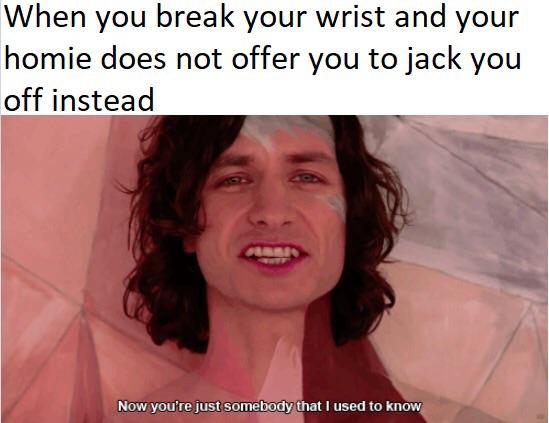 When you break your wrist and your
homie does not offer you to jack you
off instead
Now you're just somebody that I used to know